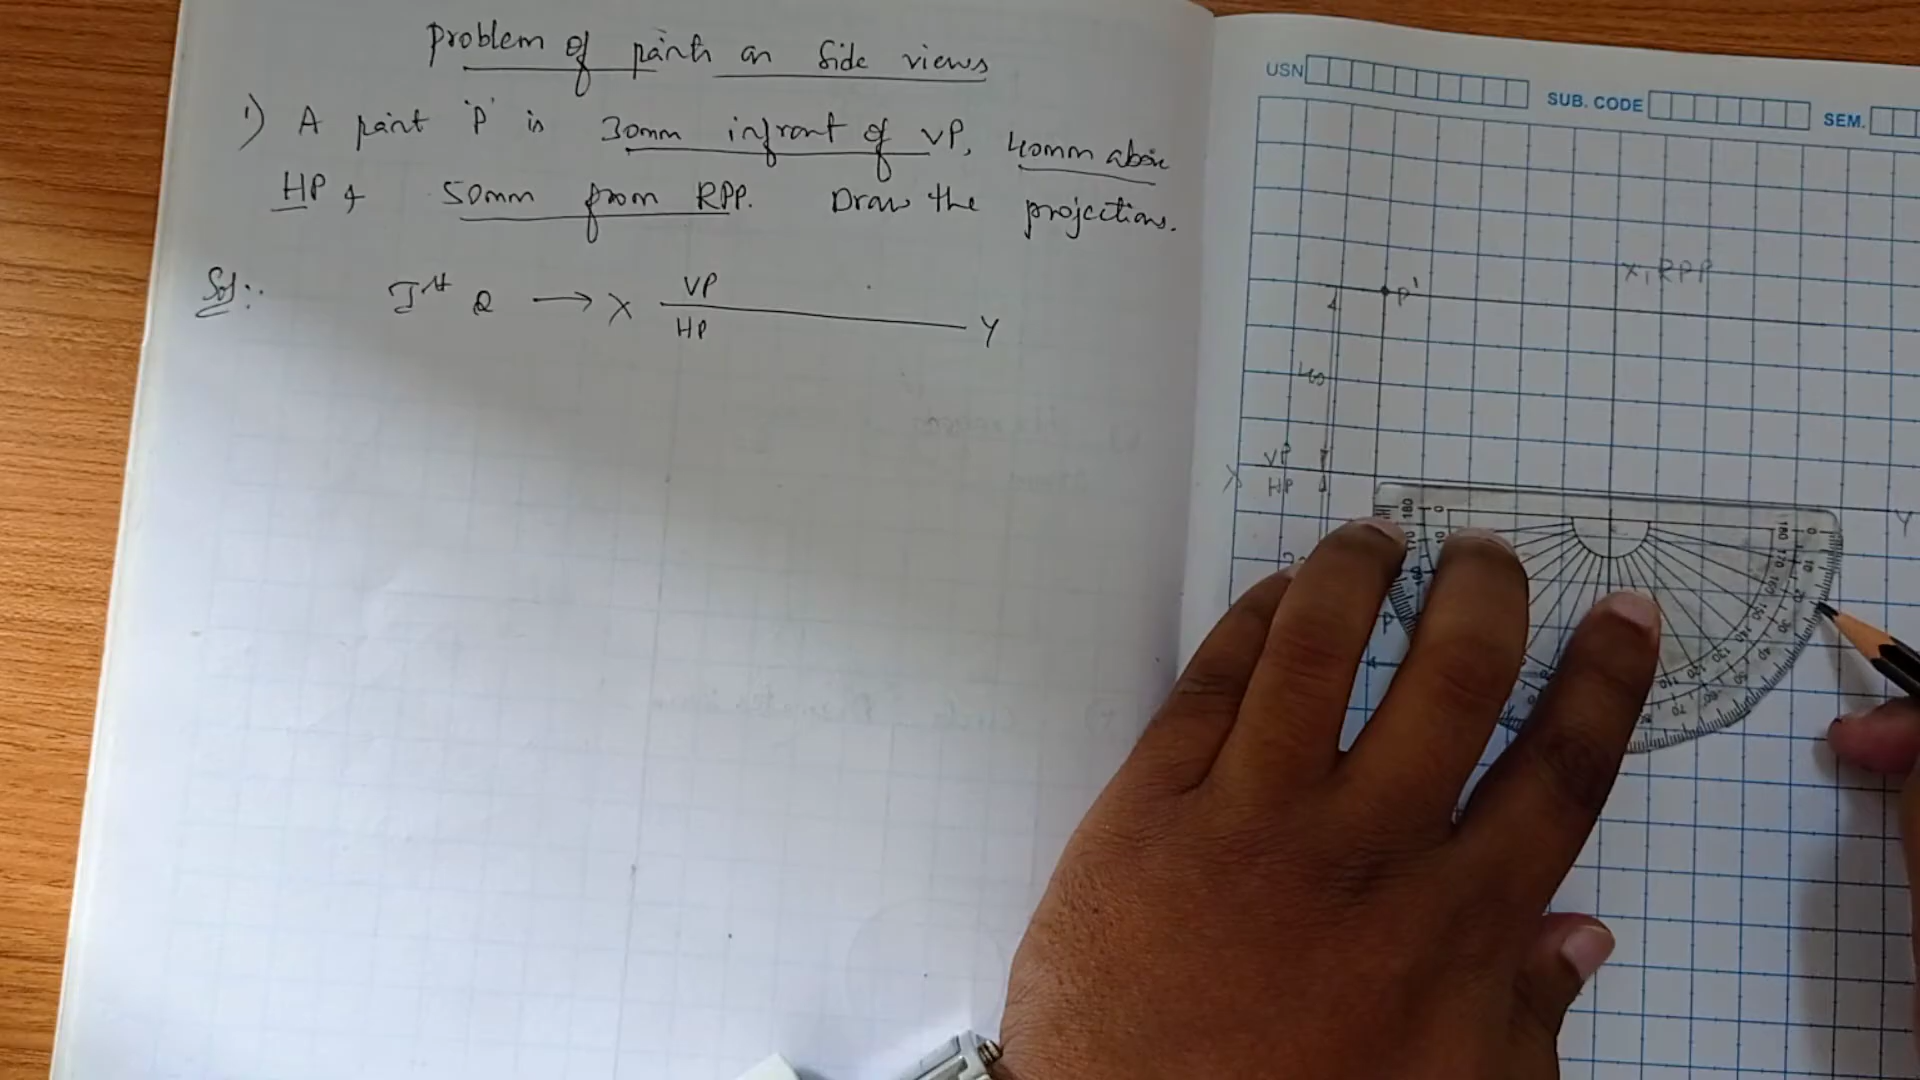 problem of points on side views
1) A point 'P' is 30mm infront of VP, 40mm above
HP & 50mm from RPP. Draw the projections.
Sol:.
Ist Q → X VP
HP
Y
USN
SUB. CODE
SEM.
X1 RPP
P'
40
VP
X HP
Y
P